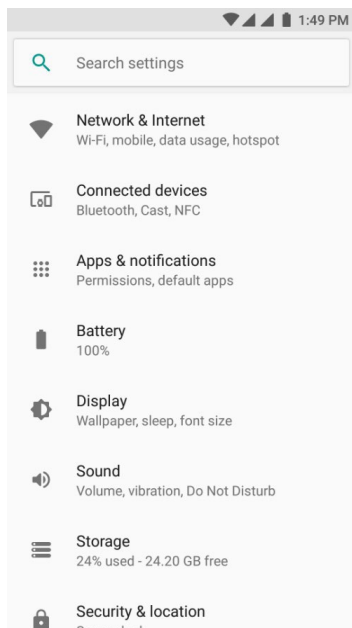 1:49 PM
Search settings
Network & Internet
Wi-Fi, mobile, data usage, hotspot
Connected devices
Bluetooth, Cast, NFC
Apps & notifications
Permissions, default apps
Battery
100%
Display
Wallpaper, sleep, font size
Sound
Volume, vibration, Do Not Disturb
Storage
24% used - 24.20 GB free
Security & location